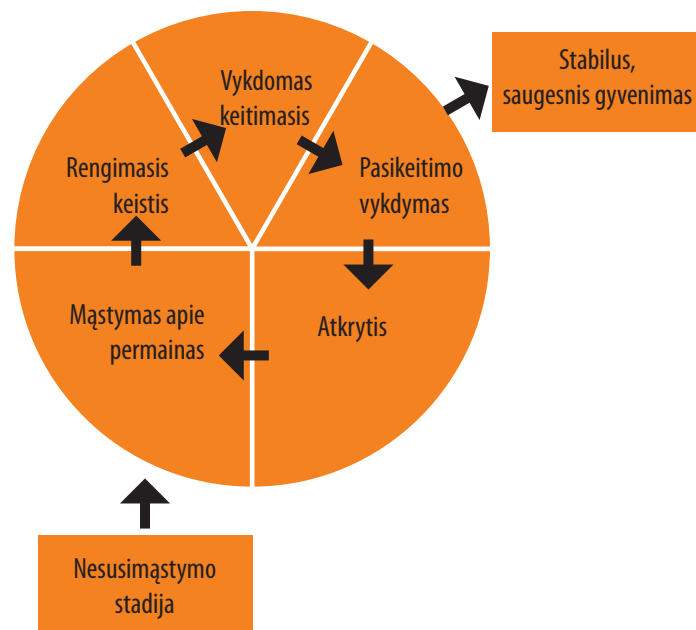 Stabilus,
saugesnis gyvenimas
Vykdomas
keitimasis
Rengimasis
keistis
Pasikeitimo
vykdymas
Mąstymas apie
permainas
Atkrytis
Nesusimąstymo
stadija